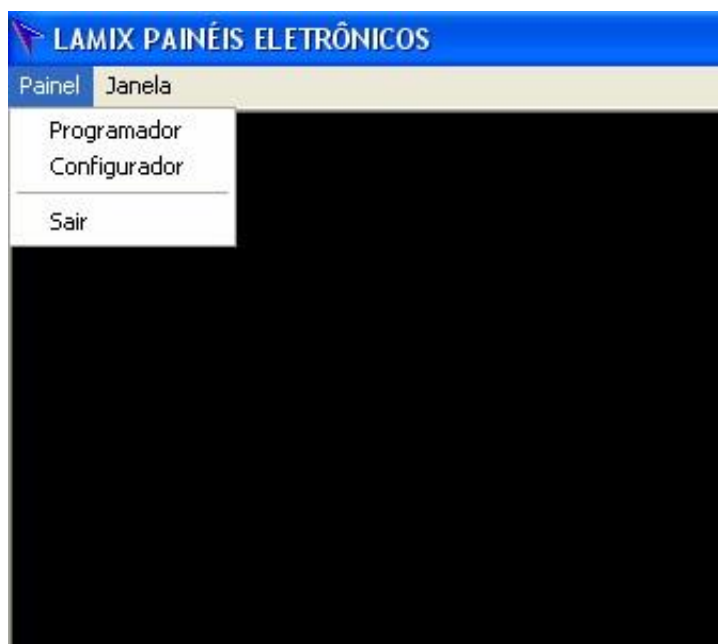 LAMIX PAINÉIS ELETRÔNICOS
Painel Janela
Programador
Configurador
Sair